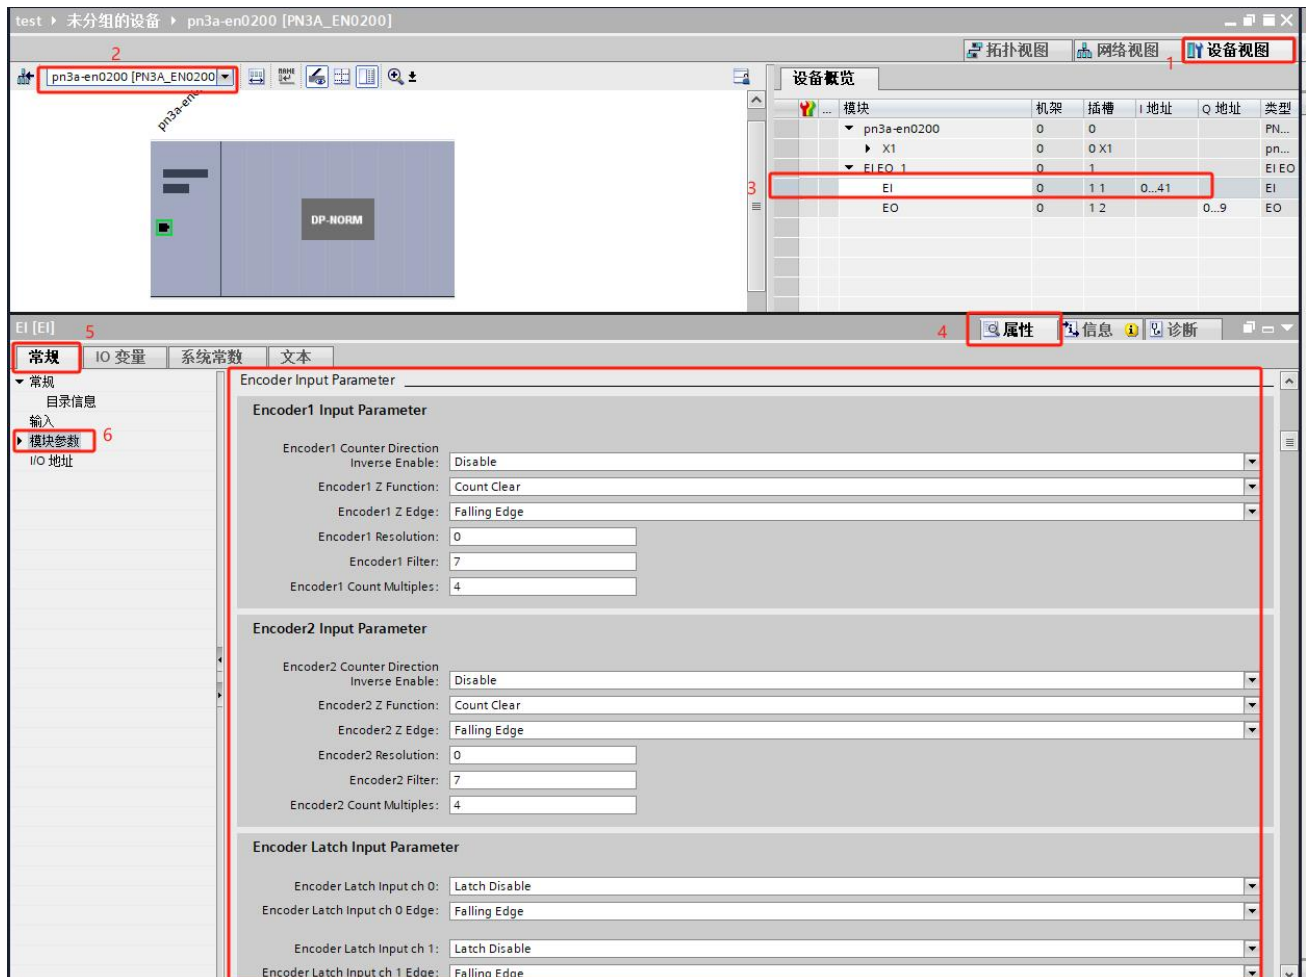 test › 未分组的设备 › pn3a-en0200 [PN3A_EN0200]
2
拓扑视图 网络视图 1 设备视图
pn3a-en0200 [PN3A_EN0200
设备概览
... 模块 机架 插槽 I 地址 Q 地址 类型
pn3a-en0200 0 0 PN...
X1 0 0 X1 pn...
EI EO_1 0 1 EI EO
3
EI 0 1 1 0...41 EI
EO 0 1 2 0...9 EO
DP-NORM
EI [EI]
5
4 属性 信息 诊断
常规 IO 变量 系统常数 文本
常规
目录信息
输入
模块参数 6
I/O 地址
Encoder Input Parameter
Encoder1 Input Parameter
Encoder1 Counter Direction
Inverse Enable: Disable
Encoder1 Z Function: Count Clear
Encoder1 Z Edge: Falling Edge
Encoder1 Resolution: 0
Encoder1 Filter: 7
Encoder1 Count Multiples: 4
Encoder2 Input Parameter
Encoder2 Counter Direction
Inverse Enable: Disable
Encoder2 Z Function: Count Clear
Encoder2 Z Edge: Falling Edge
Encoder2 Resolution: 0
Encoder2 Filter: 7
Encoder2 Count Multiples: 4
Encoder Latch Input Parameter
Encoder Latch Input ch 0: Latch Disable
Encoder Latch Input ch 0 Edge: Falling Edge
Encoder Latch Input ch 1: Latch Disable
Encoder Latch Input ch 1 Edge: Falling Edge